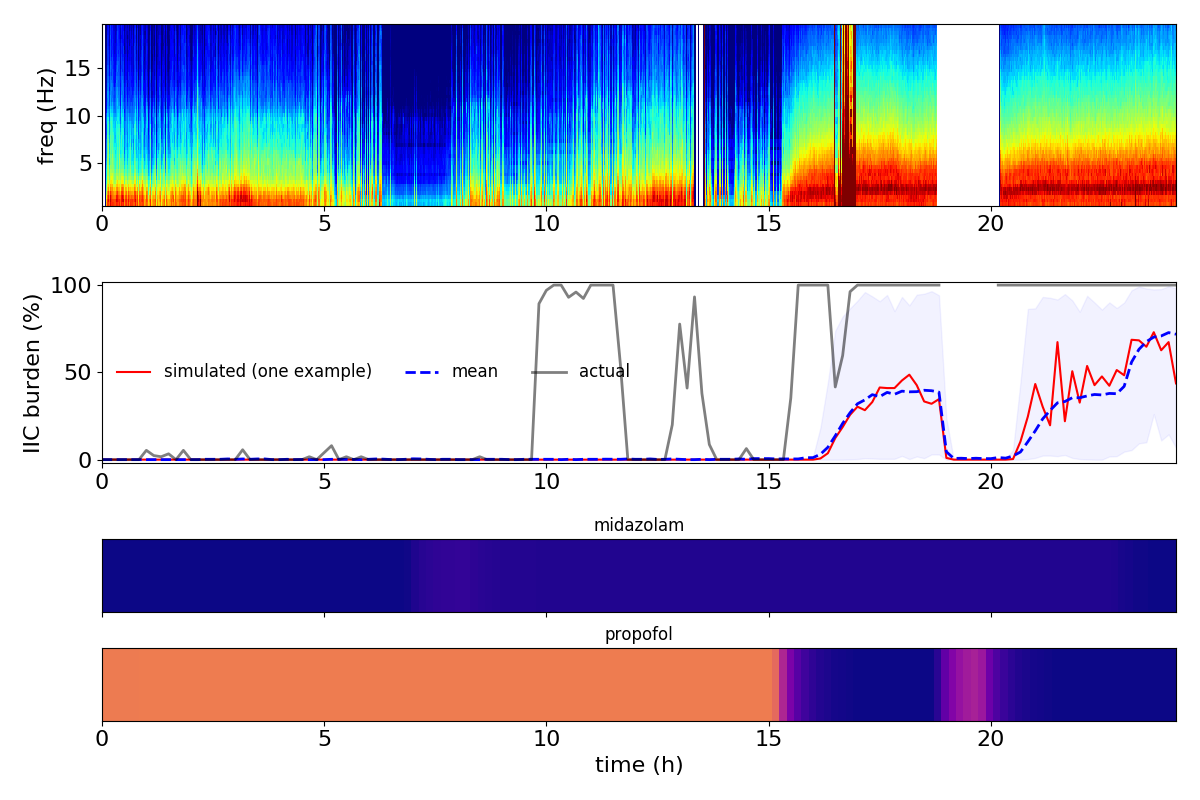 freq (Hz)
15
10
5
0 5 10 15 20
IIC burden (%)
100
50
0
simulated (one example) mean actual
0 5 10 15 20
midazolam
propofol
0 5 10 15 20
time (h)